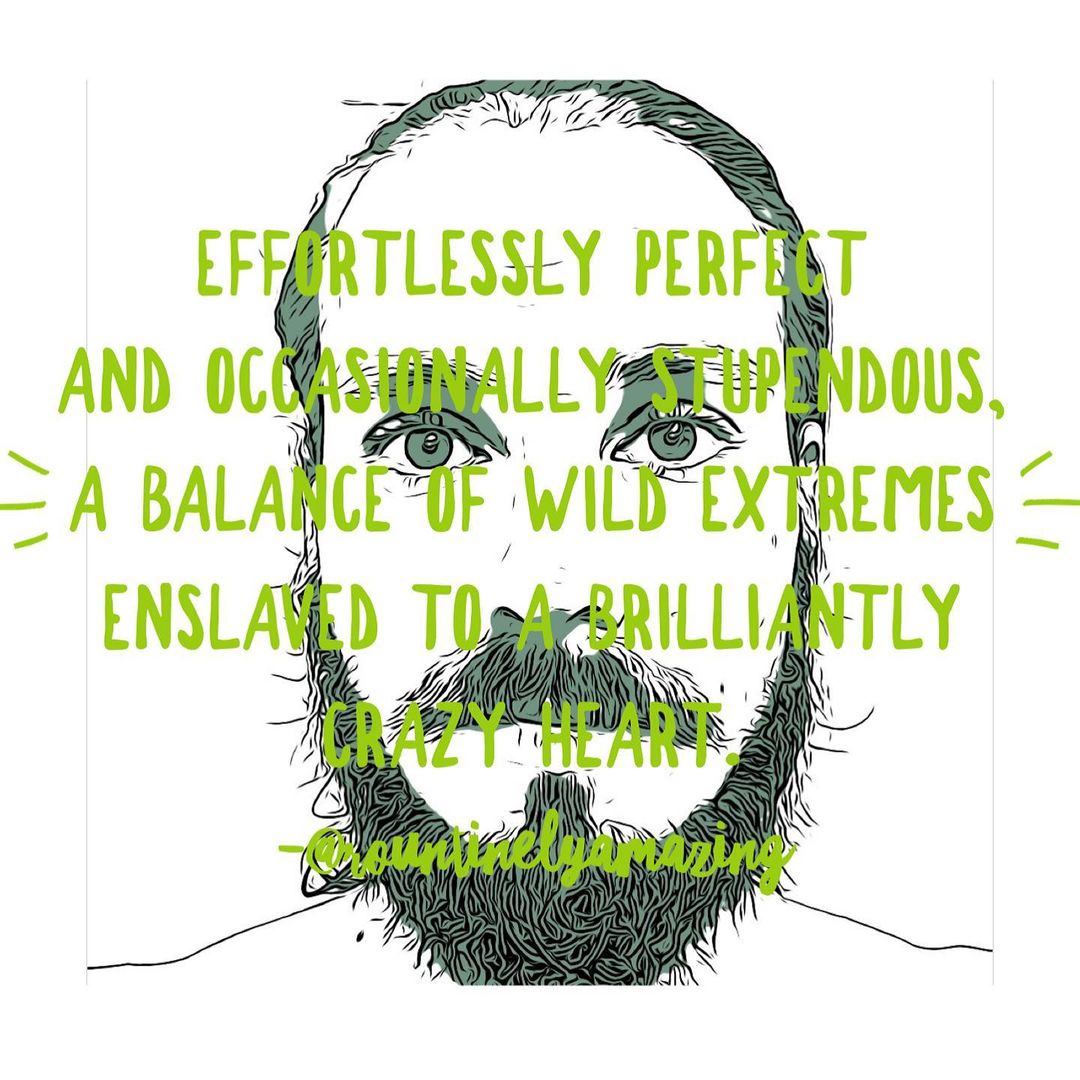 EFFORTLESSLY PERFECT
AND OCCASIONALLY STUPENDOUS,
A BALANCE OF WILD EXTREMES
ENSLAVED TO A BRILLIANTLY
CRAZY HEART.
-@rountinelyamazing